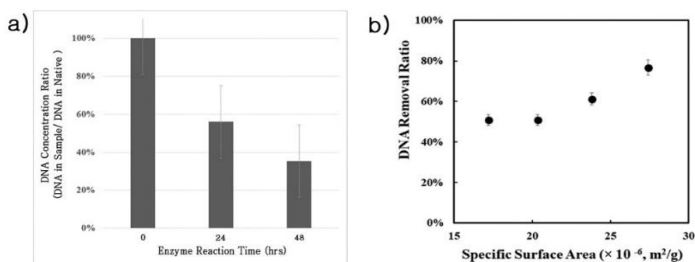 a)
DNA Concentration Ratio
(DNA in Sample/ DNA in Native)
100%
80%
60%
40%
20%
0%
0
24
48
Enzyme Reaction Time (hrs)
b)
DNA Removal Ratio
100%
80%
60%
40%
20%
0%
15
20
25
30
Specific Surface Area (× 10 ⁻⁶, m²/g)